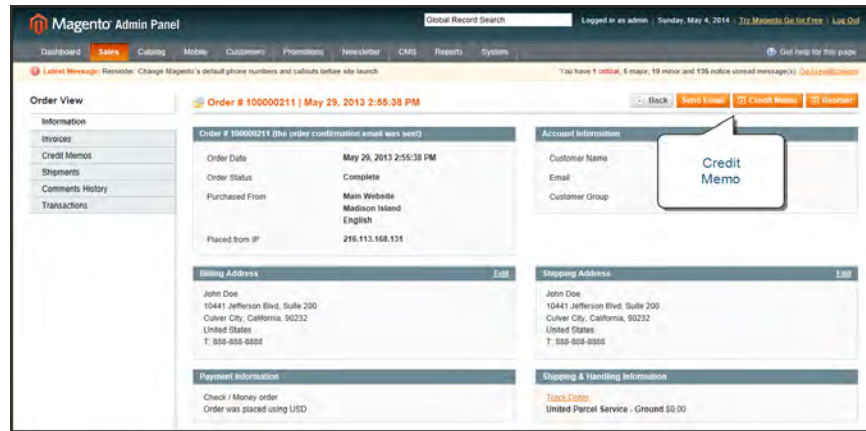 Magento Admin Panel
Global Record Search
Logged in as admin | Sunday, May 4, 2014 | Try Magento Go for Free | Log Out
Dashboard Sales Catalog Mobile Customers Promotions Newsletter CMS Reports System
Get help for this page
Latest Message: Reminder: Change Magento's default phone numbers and callouts before site launch
You have 1 critical, 5 major, 19 minor and 135 notice unread message(s).
Order View
Order # 100000211 | May 29, 2013 2:55:38 PM
Back Send Email Credit Memo Reorder
Information
Invoices
Credit Memos
Shipments
Comments History
Transactions
Order # 100000211 (the order confirmation email was sent)
Order Date May 29, 2013 2:55:38 PM
Order Status Complete
Purchased From Main Website
Madison Island
English
Placed from IP 216.113.168.131
Account Information
Customer Name
Email
Customer Group
Credit
Memo
Billing Address Edit
John Doe
10441 Jefferson Blvd, Suite 200
Culver City, California, 90232
United States
T: 888-888-8888
Shipping Address Edit
John Doe
10441 Jefferson Blvd, Suite 200
Culver City, California, 90232
United States
T: 888-888-8888
Payment Information
Check / Money order
Order was placed using USD
Shipping & Handling Information
Track Order
United Parcel Service - Ground $0.00